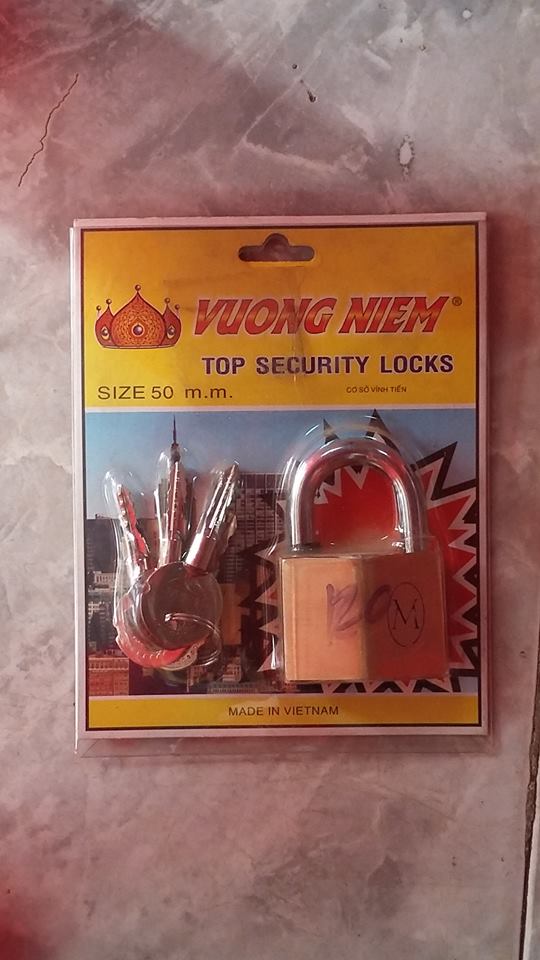 VUONG NIEM®
TOP SECURITY LOCKS
SIZE 50 m.m.
CƠ SỞ VĨNH TIẾN
120
M
MADE IN VIETNAM